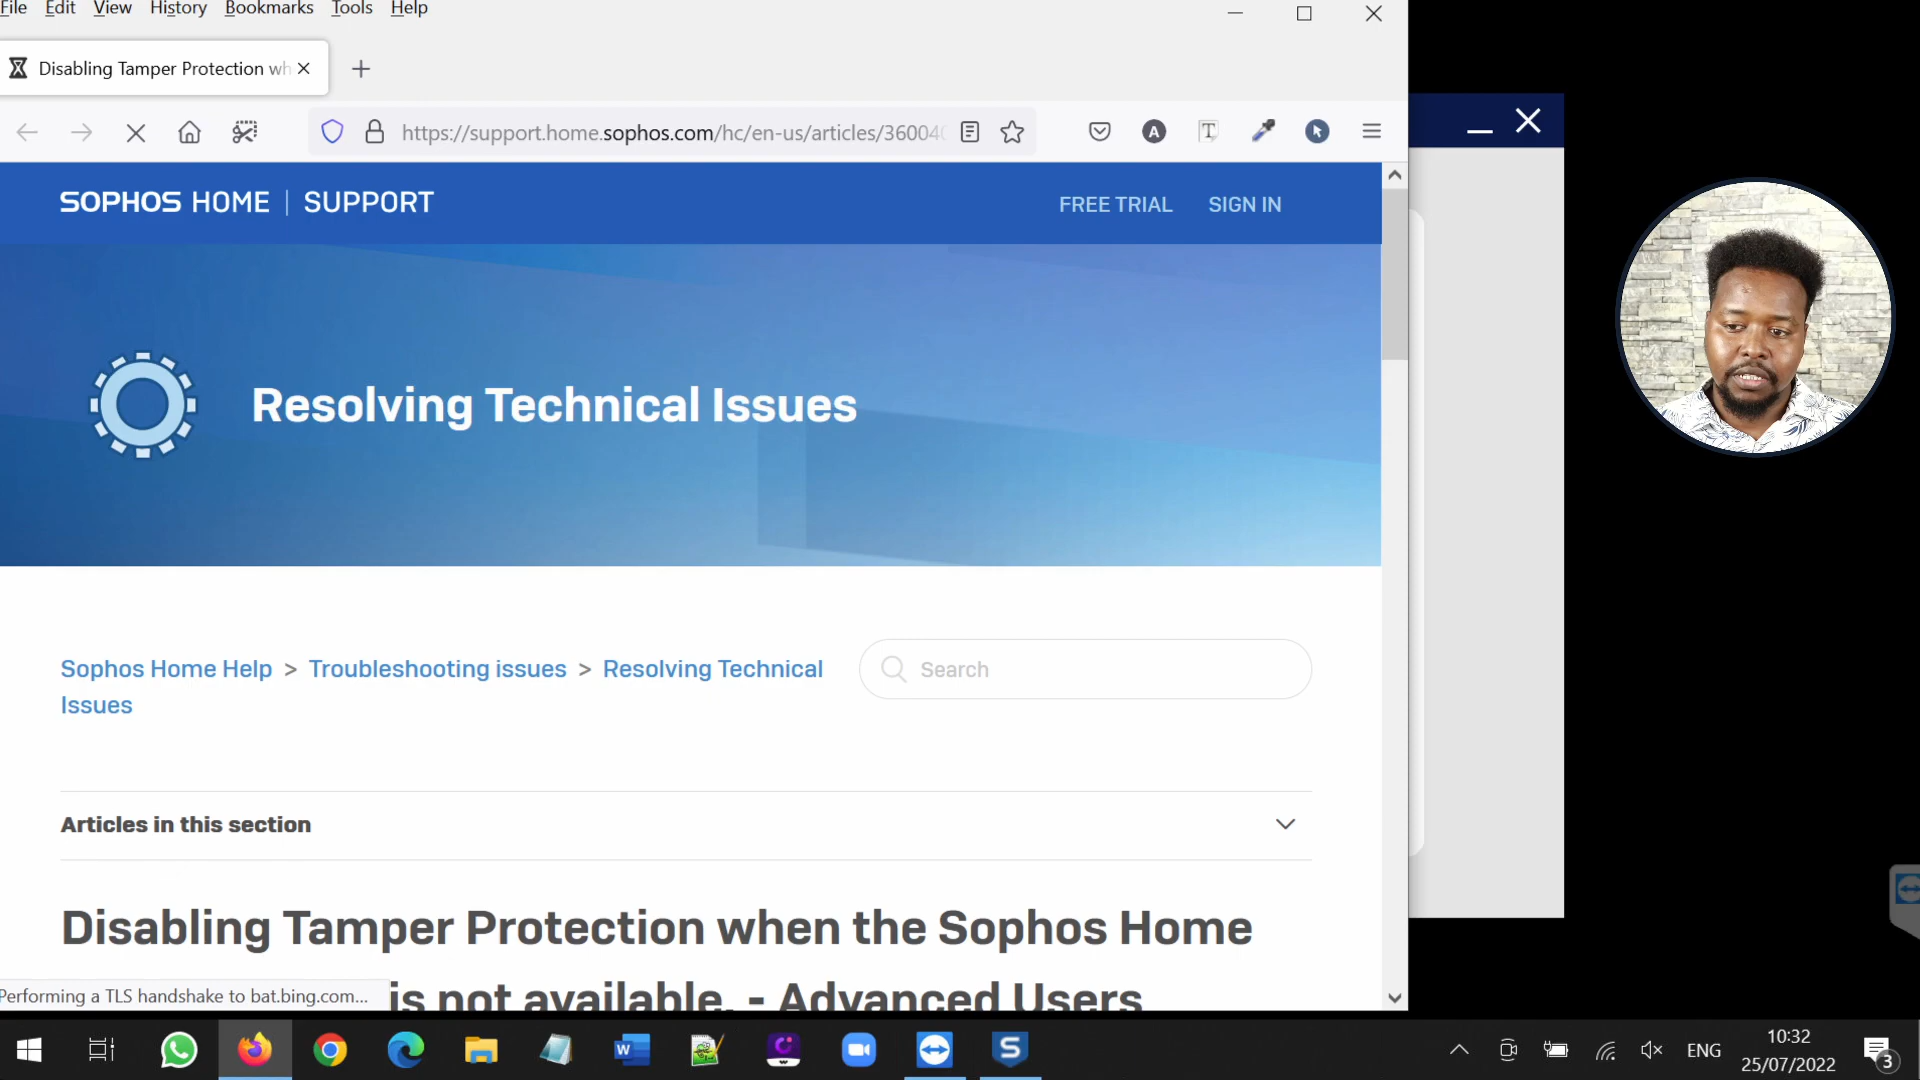 File Edit View History Bookmarks Tools Help
Disabling Tamper Protection wh
https://support.home.sophos.com/hc/en-us/articles/36004
A
T
SOPHOS HOME | SUPPORT
FREE TRIAL SIGN IN
Resolving Technical Issues
Sophos Home Help > Troubleshooting issues > Resolving Technical
Issues
Search
Articles in this section
Disabling Tamper Protection when the Sophos Home
is not available. - Advanced Users
Performing a TLS handshake to bat.bing.com...
ENG
10:32
25/07/2022
3